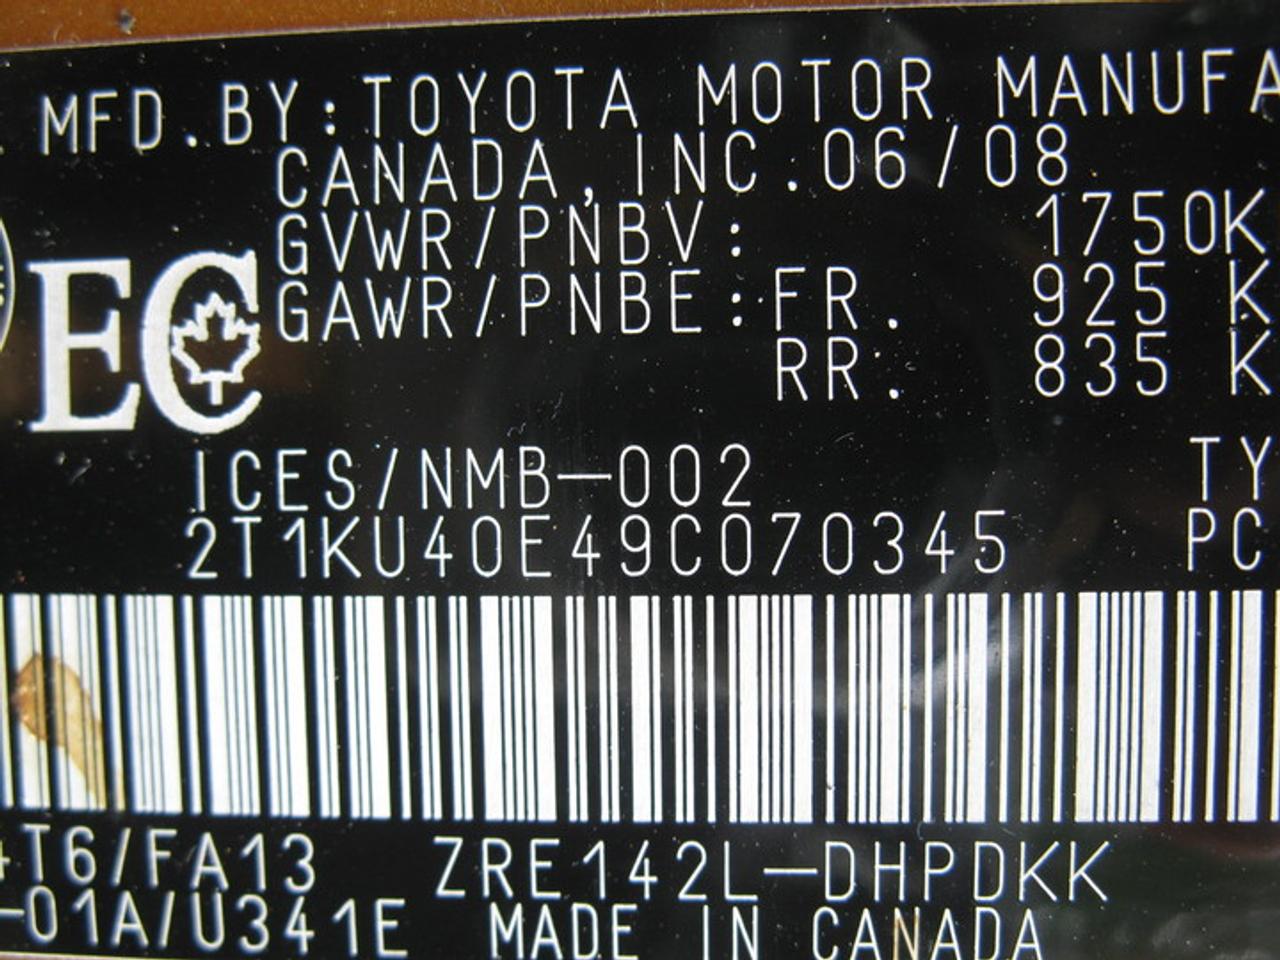 MFD.BY:TOYOTA MOTOR MANUFA
CANADA,INC.06/08
GVWR/PNBV: 1750K
GAWR/PNBE:FR. 925 K
RR. 835 K
EC
ICES/NMB-002 TY
2T1KU40E49C070345 PC
4T6/FA13 ZRE142L-DHPDKK
-01A/U341E MADE IN CANADA